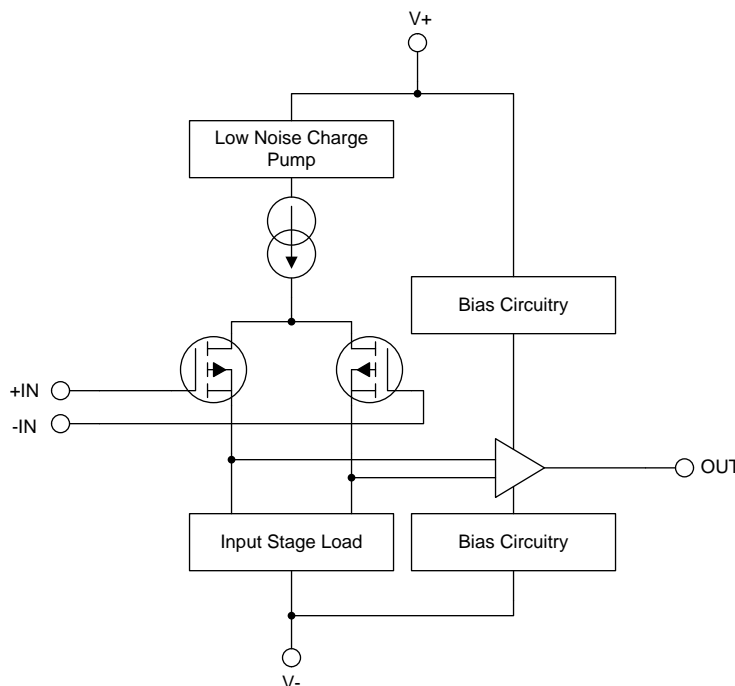 V+
Low Noise Charge
Pump
Bias Circuitry
+IN
-IN
OUT
Input Stage Load
Bias Circuitry
V-